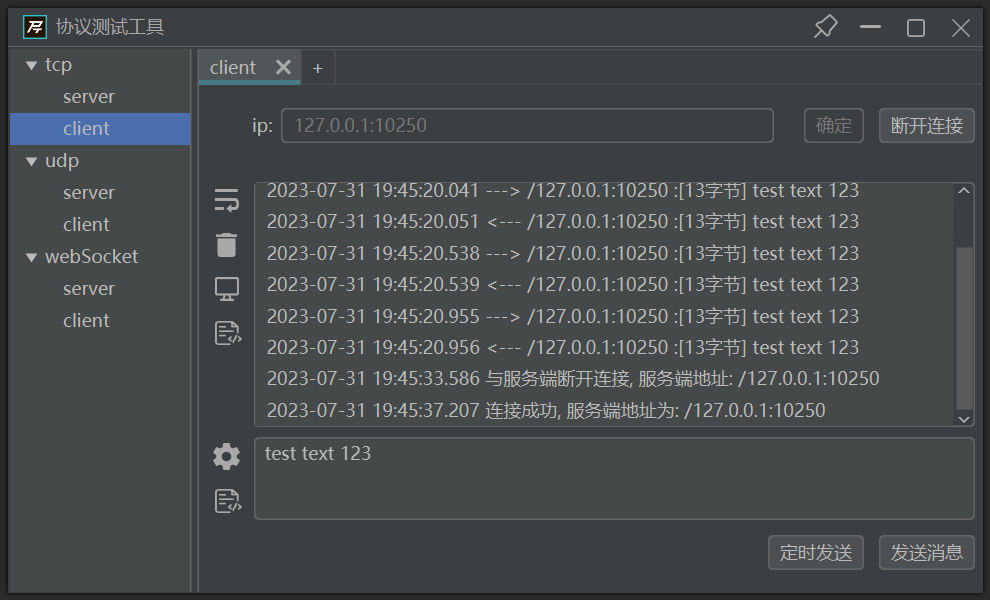 协议测试工具
tcp
server
client
udp
server
client
webSocket
server
client
client
+
ip: 127.0.0.1:10250 确定 断开连接
2023-07-31 19:45:20.041 ---> /127.0.0.1:10250 :[13字节] test text 123
2023-07-31 19:45:20.051 <--- /127.0.0.1:10250 :[13字节] test text 123
2023-07-31 19:45:20.538 ---> /127.0.0.1:10250 :[13字节] test text 123
2023-07-31 19:45:20.539 <--- /127.0.0.1:10250 :[13字节] test text 123
2023-07-31 19:45:20.955 ---> /127.0.0.1:10250 :[13字节] test text 123
2023-07-31 19:45:20.956 <--- /127.0.0.1:10250 :[13字节] test text 123
2023-07-31 19:45:33.586 与服务端断开连接, 服务端地址: /127.0.0.1:10250
2023-07-31 19:45:37.207 连接成功, 服务端地址为: /127.0.0.1:10250
test text 123
定时发送 发送消息